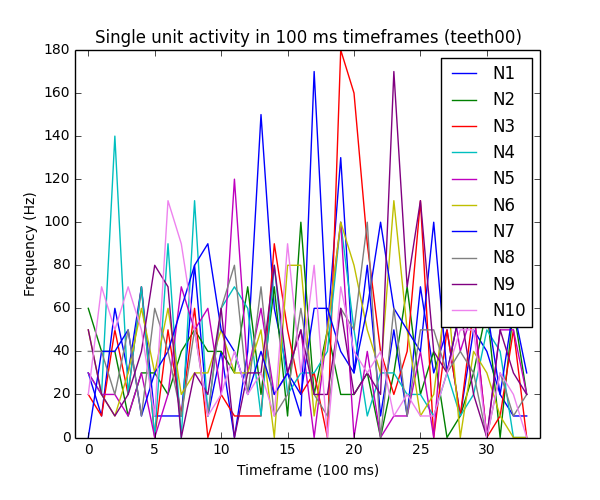 Single unit activity in 100 ms timeframes (teeth00)
180
160
140
120
100
80
60
40
20
0
Frequency (Hz)
0
5
10
15
20
25
30
Timeframe (100 ms)
N1
N2
N3
N4
N5
N6
N7
N8
N9
N10